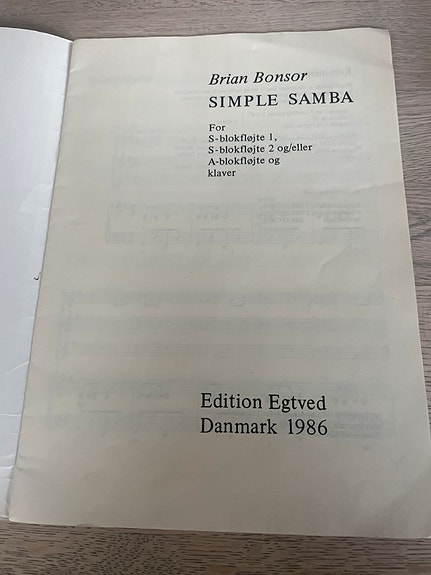 Brian Bonsor
SIMPLE SAMBA
For
S-blokfløjte 1,
S-blokfløjte 2 og/eller
A-blokfløjte og
klaver
Edition Egtved
Danmark 1986